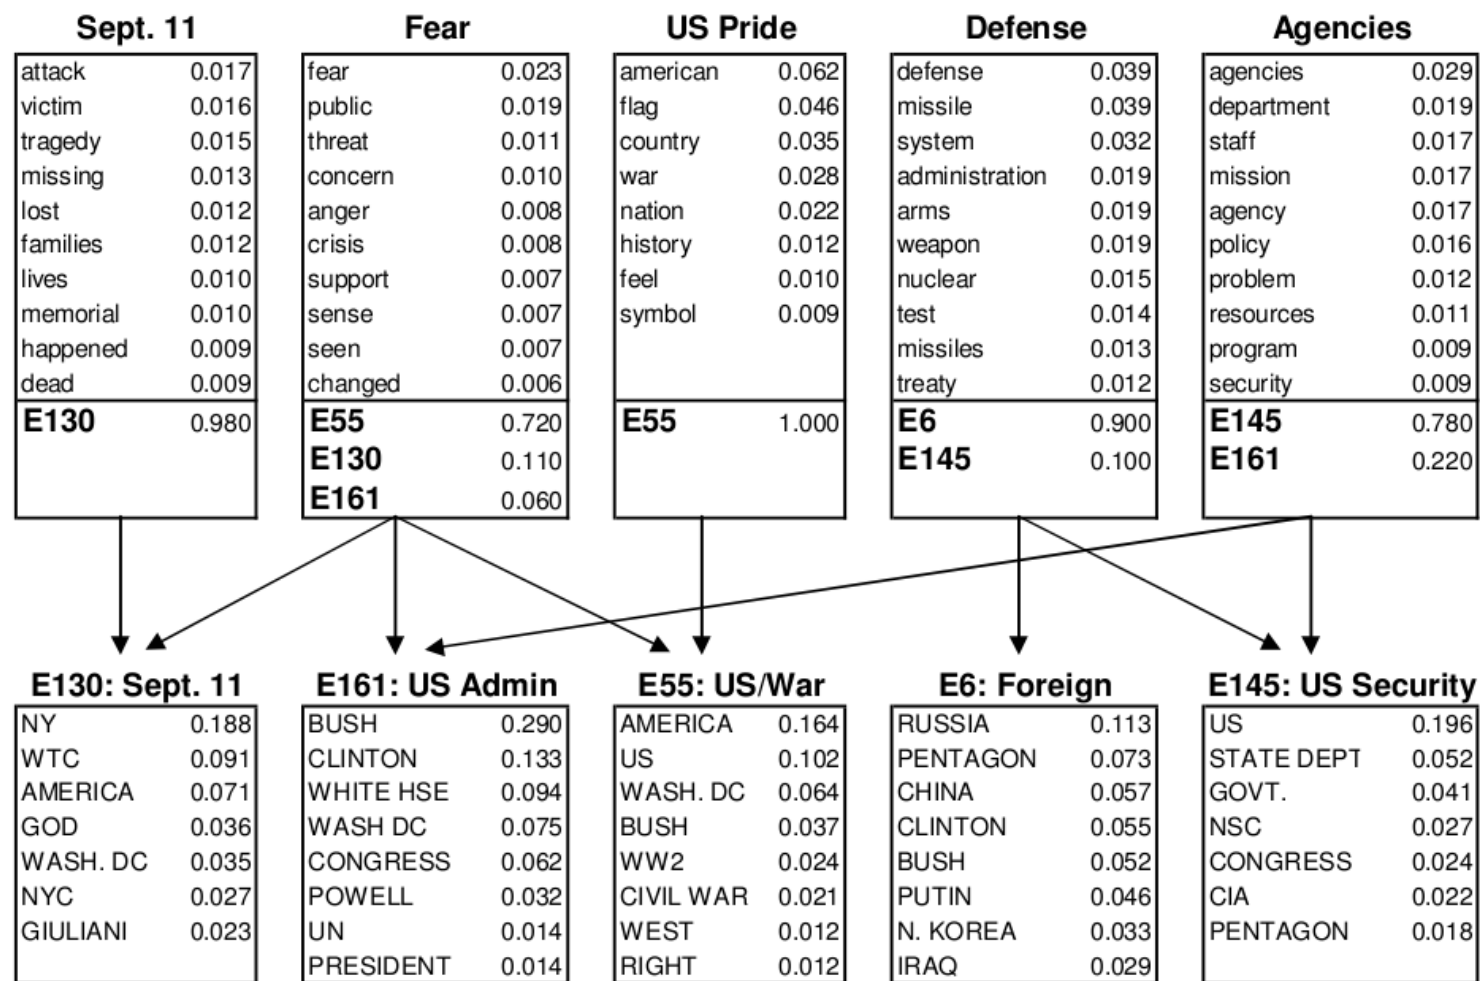 Sept. 11 Fear US Pride Defense Agencies
attack 0.017 fear 0.023 american 0.062 defense 0.039 agencies 0.029
victim 0.016 public 0.019 flag 0.046 missile 0.039 department 0.019
tragedy 0.015 threat 0.011 country 0.035 system 0.032 staff 0.017
missing 0.013 concern 0.010 war 0.028 administration 0.019 mission 0.017
lost 0.012 anger 0.008 nation 0.022 arms 0.019 agency 0.017
families 0.012 crisis 0.008 history 0.012 weapon 0.019 policy 0.016
lives 0.010 support 0.007 feel 0.010 nuclear 0.015 problem 0.012
memorial 0.010 sense 0.007 symbol 0.009 test 0.014 resources 0.011
happened 0.009 seen 0.007 missiles 0.013 program 0.009
dead 0.009 changed 0.006 treaty 0.012 security 0.009
E130 0.980 E55 0.720 E55 1.000 E6 0.900 E145 0.780
E130 0.110 E145 0.100 E161 0.220
E161 0.060
E130: Sept. 11 E161: US Admin E55: US/War E6: Foreign E145: US Security
NY 0.188 BUSH 0.290 AMERICA 0.164 RUSSIA 0.113 US 0.196
WTC 0.091 CLINTON 0.133 US 0.102 PENTAGON 0.073 STATE DEPT 0.052
AMERICA 0.071 WHITE HSE 0.094 WASH. DC 0.064 CHINA 0.057 GOVT. 0.041
GOD 0.036 WASH DC 0.075 BUSH 0.037 CLINTON 0.055 NSC 0.027
WASH. DC 0.035 CONGRESS 0.062 WW2 0.024 BUSH 0.052 CONGRESS 0.024
NYC 0.027 POWELL 0.032 CIVIL WAR 0.021 PUTIN 0.046 CIA 0.022
GIULIANI 0.023 UN 0.014 WEST 0.012 N. KOREA 0.033 PENTAGON 0.018
PRESIDENT 0.014 RIGHT 0.012 IRAQ 0.029